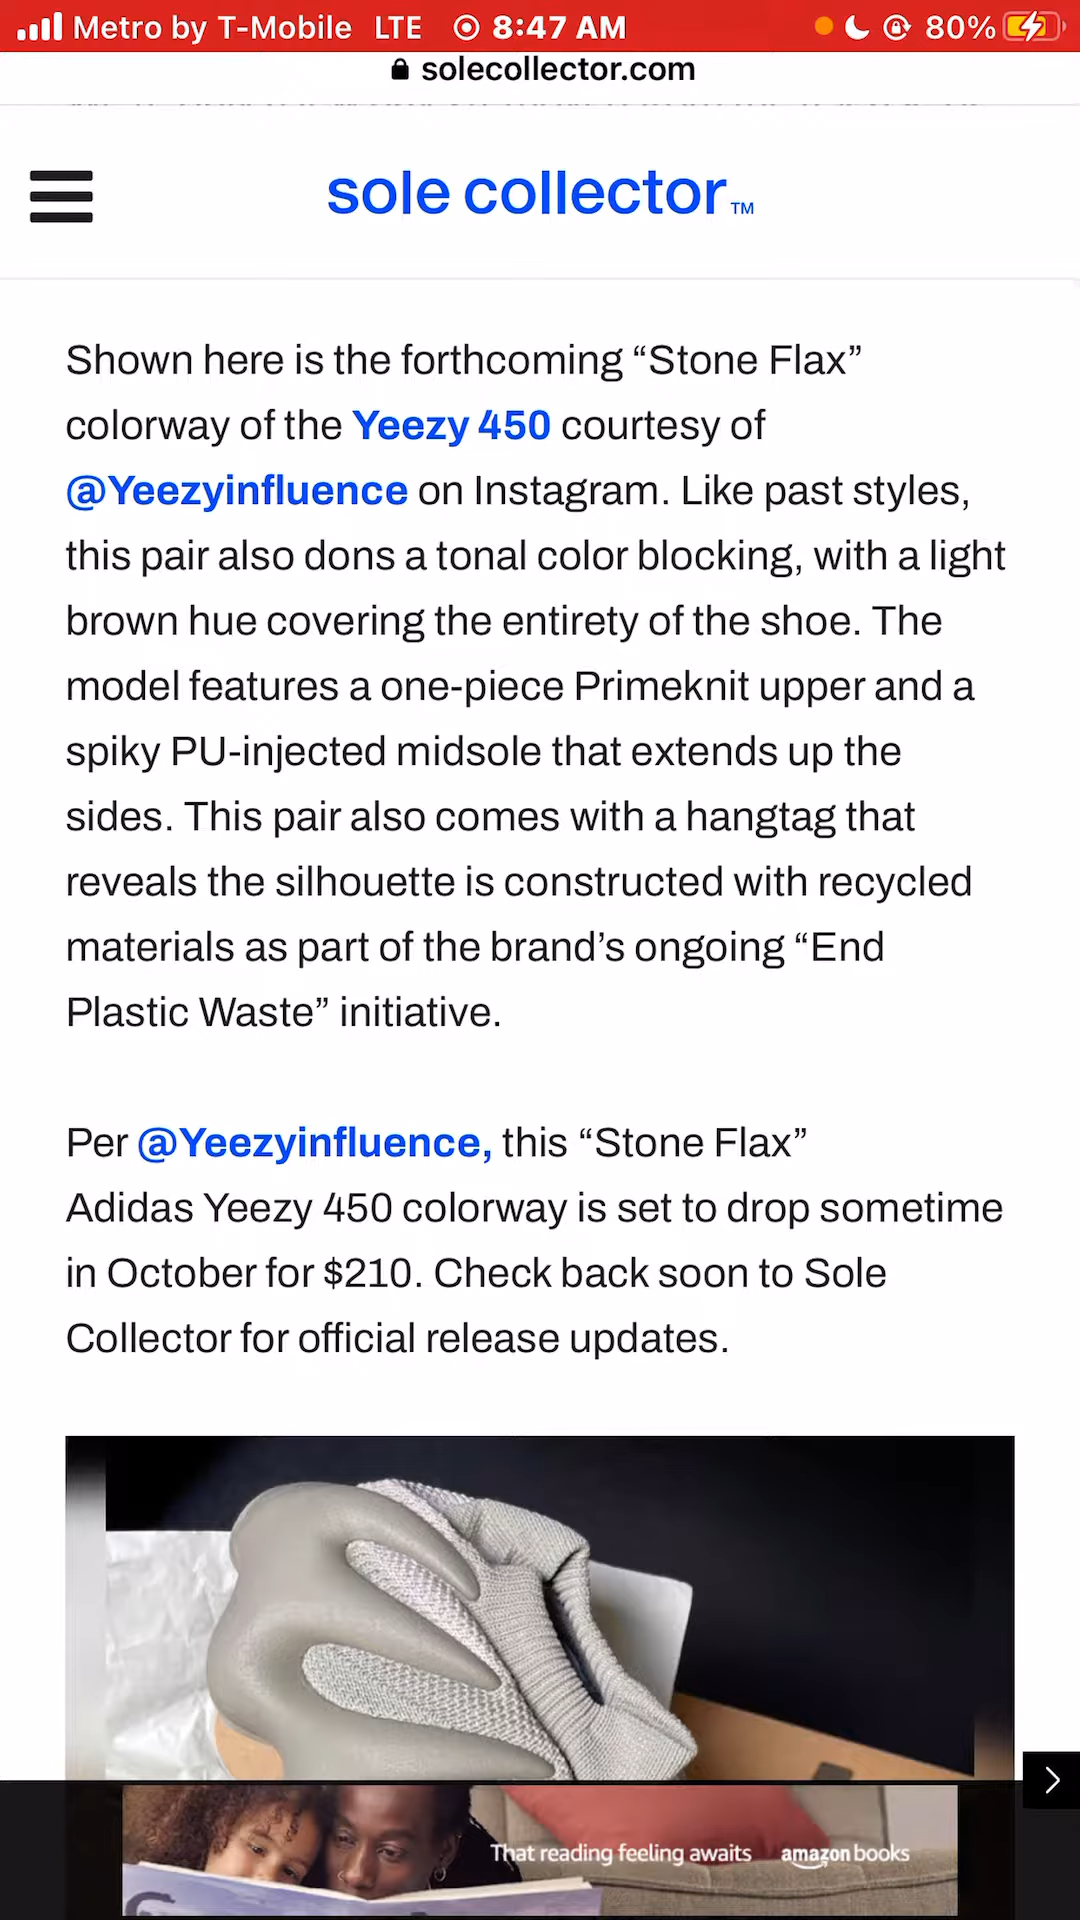 Metro by T-Mobile LTE 8:47 AM 80%
solecollector.com
sole collector TM
Shown here is the forthcoming “Stone Flax”
colorway of the Yeezy 450 courtesy of
@Yeezyinfluence on Instagram. Like past styles,
this pair also dons a tonal color blocking, with a light
brown hue covering the entirety of the shoe. The
model features a one-piece Primeknit upper and a
spiky PU-injected midsole that extends up the
sides. This pair also comes with a hangtag that
reveals the silhouette is constructed with recycled
materials as part of the brand’s ongoing “End
Plastic Waste” initiative.
Per @Yeezyinfluence, this “Stone Flax”
Adidas Yeezy 450 colorway is set to drop sometime
in October for $210. Check back soon to Sole
Collector for official release updates.
That reading feeling awaits amazon books